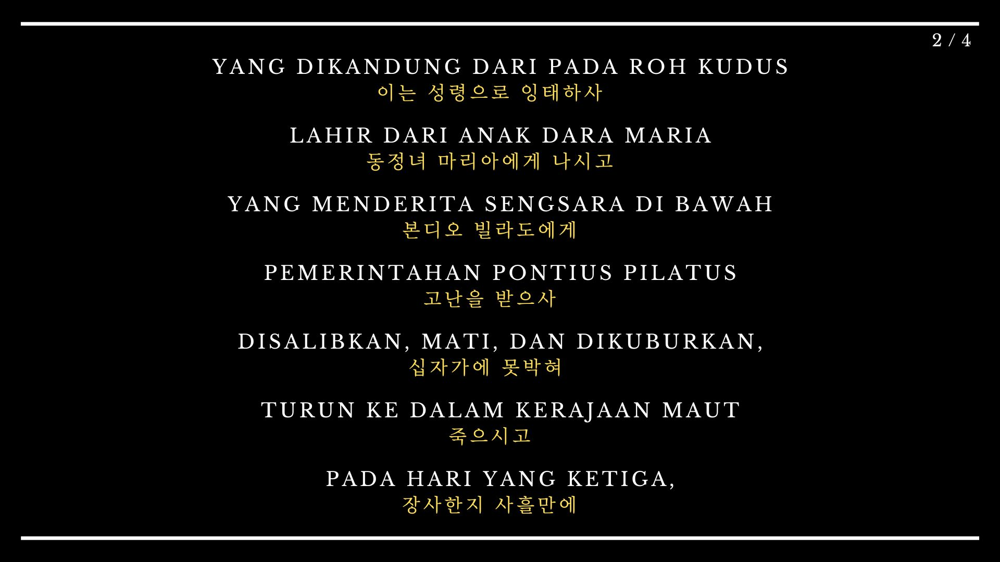 2 / 4
YANG DIKANDUNG DARI PADA ROH KUDUS
이는 성령으로 잉태하사
LAHIR DARI ANAK DARA MARIA
동정녀 마리아에게 나시고
YANG MENDERITA SENGSARA DI BAWAH
본디오 빌라도에게
PEMERINTAHAN PONTIUS PILATUS
고난을 받으사
DISALIBKAN, MATI, DAN DIKUBURKAN,
십자가에 못박혀
TURUN KE DALAM KERAJAAN MAUT
죽으시고
PADA HARI YANG KETIGA,
장사한지 사흘만에